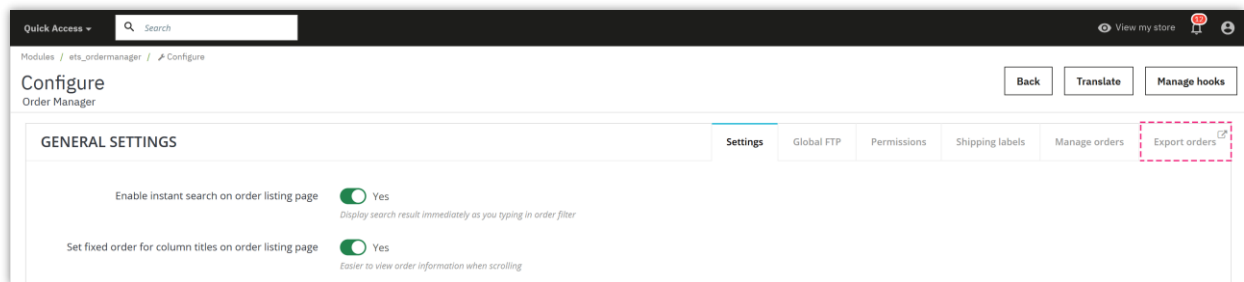 Quick Access
Search
View my store
12
Modules / ets_ordermanager / Configure
Configure
Order Manager
Back
Translate
Manage hooks
GENERAL SETTINGS
Settings
Global FTP
Permissions
Shipping labels
Manage orders
Export orders
Enable instant search on order listing page
Yes
Display search result immediately as you typing in order filter
Set fixed order for column titles on order listing page
Yes
Easier to view order information when scrolling